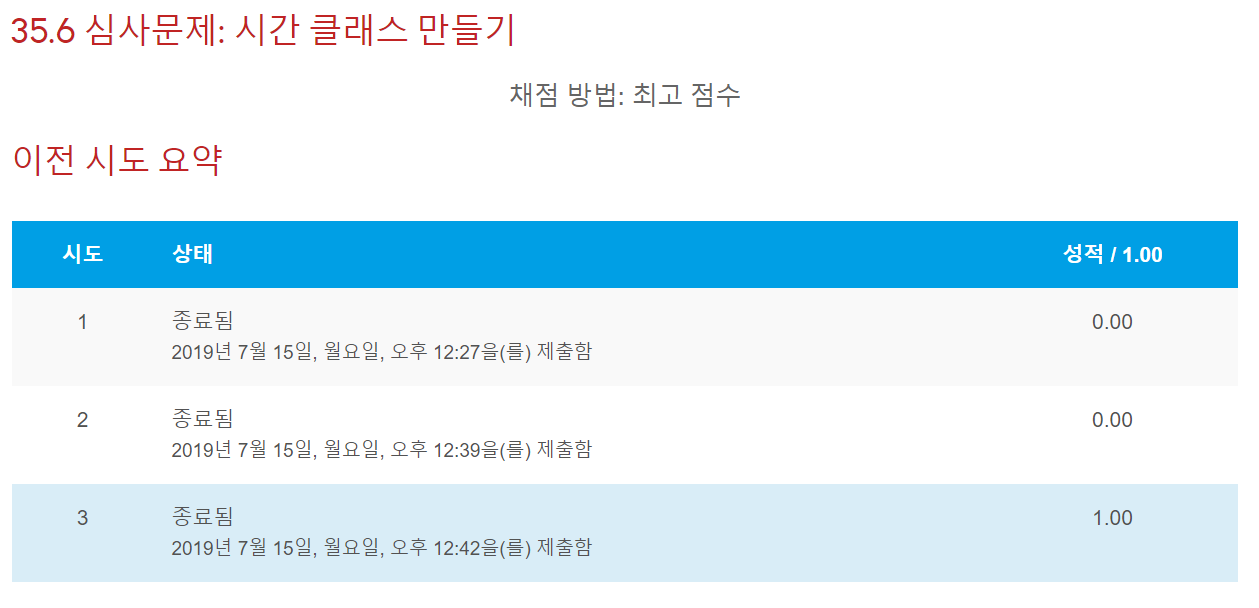 35.6 심사문제: 시간 클래스 만들기
채점 방법: 최고 점수
이전 시도 요약
시도 상태 성적 / 1.00
1 종료됨 0.00
2019년 7월 15일, 월요일, 오후 12:27을(를) 제출함
2 종료됨 0.00
2019년 7월 15일, 월요일, 오후 12:39을(를) 제출함
3 종료됨 1.00
2019년 7월 15일, 월요일, 오후 12:42을(를) 제출함